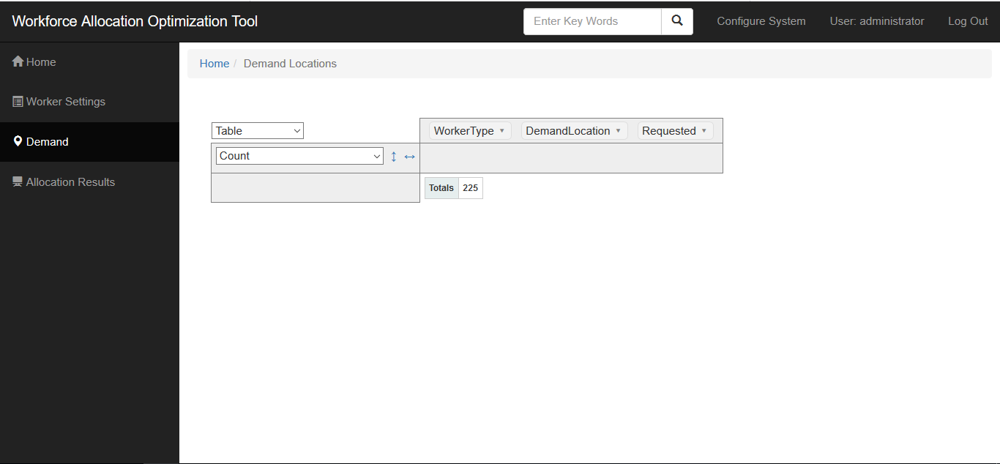 Workforce Allocation Optimization Tool
Enter Key Words
Configure System
User: administrator
Log Out
Home
Worker Settings
Demand
Allocation Results
Home / Demand Locations
Table
WorkerType ▼ DemandLocation ▼ Requested ▼
Count ↕ ↔
Totals 225